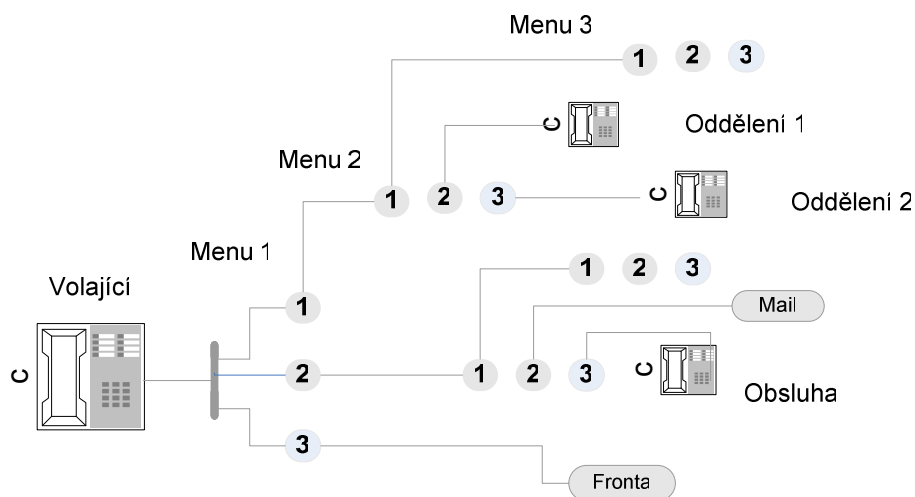 Menu 3
1 2 3
Oddělení 1
Menu 2
1 2 3
Oddělení 2
Menu 1
1 2 3
Volající
1
Mail
2
1 2 3
Obsluha
3
Fronta